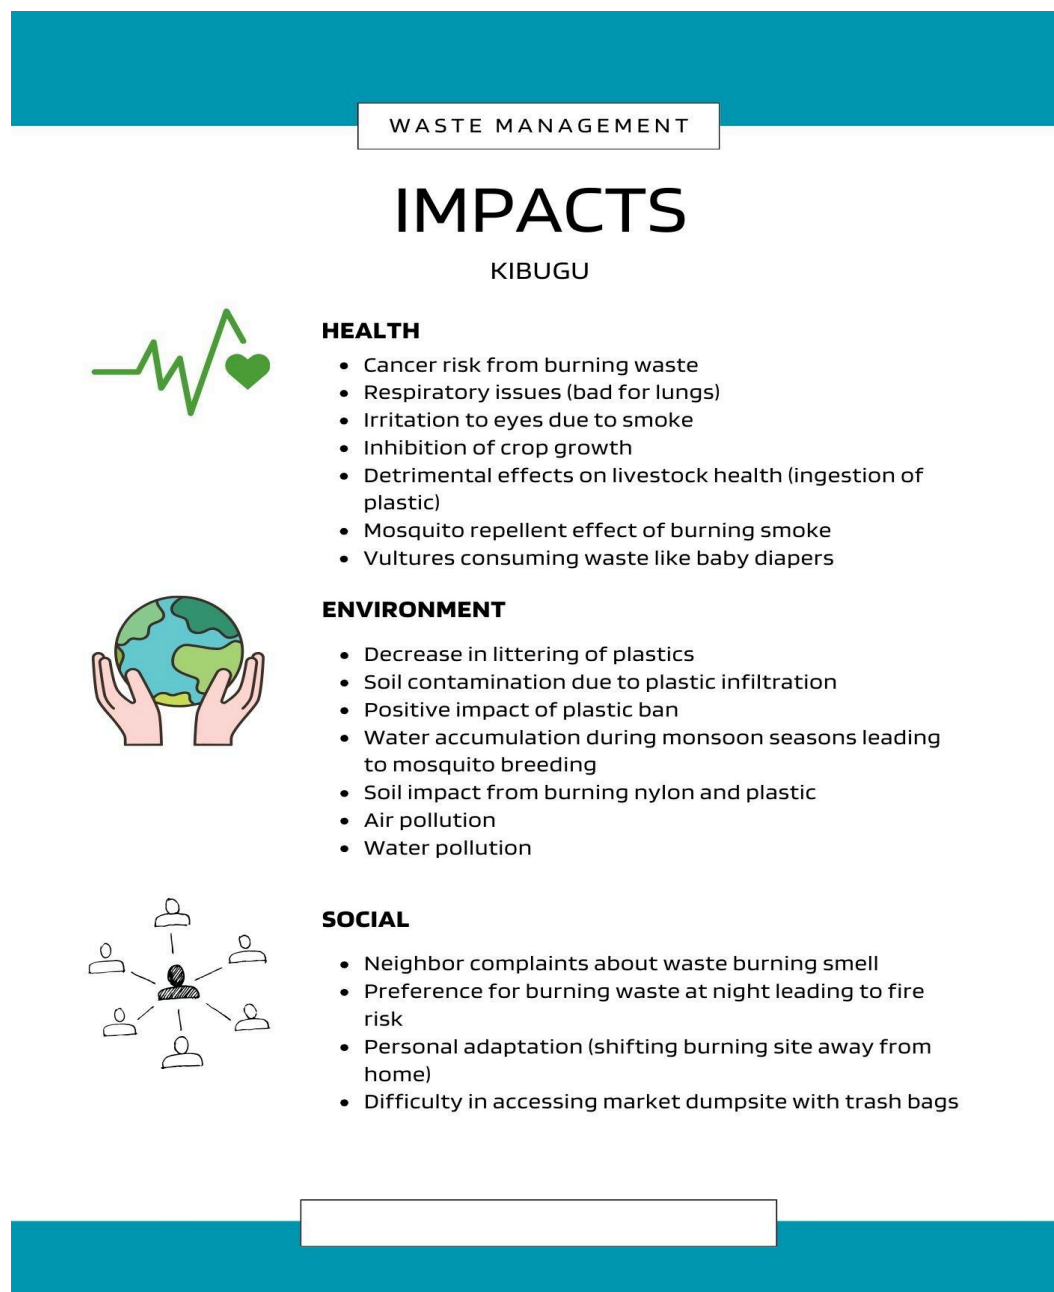 WASTE MANAGEMENT
IMPACTS
KIBUGU
HEALTH
• Cancer risk from burning waste
• Respiratory issues (bad for lungs)
• Irritation to eyes due to smoke
• Inhibition of crop growth
• Detrimental effects on livestock health (ingestion of
plastic)
• Mosquito repellent effect of burning smoke
• Vultures consuming waste like baby diapers
ENVIRONMENT
• Decrease in littering of plastics
• Soil contamination due to plastic infiltration
• Positive impact of plastic ban
• Water accumulation during monsoon seasons leading
to mosquito breeding
• Soil impact from burning nylon and plastic
• Air pollution
• Water pollution
SOCIAL
• Neighbor complaints about waste burning smell
• Preference for burning waste at night leading to fire
risk
• Personal adaptation (shifting burning site away from
home)
• Difficulty in accessing market dumpsite with trash bags